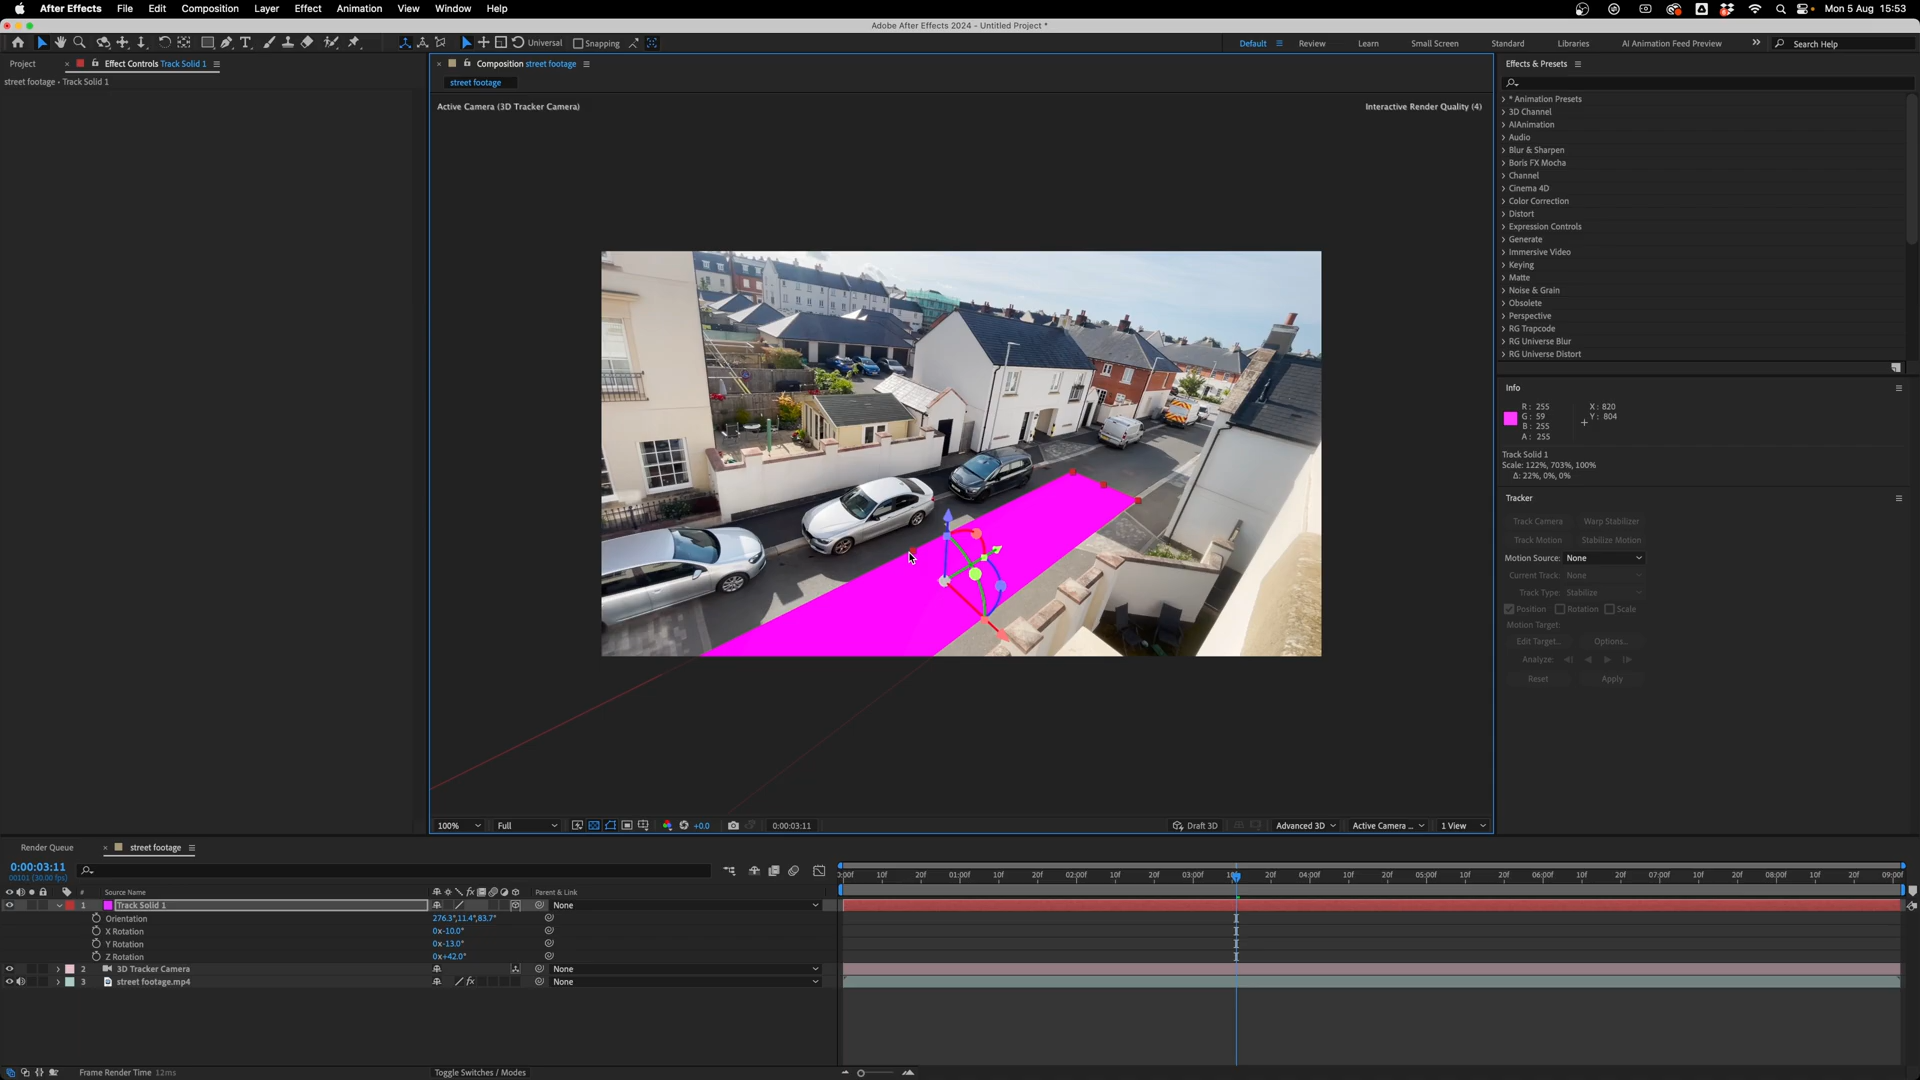 After Effects File Edit Composition Layer Effect Animation View Window Help Mon 5 Aug 15:53
Adobe After Effects 2024 - Untitled Project *
Universal Snapping Default Review Learn Small Screen Standard Libraries AI Animation Feed Preview Search Help
Project Effect Controls Track Solid 1
street footage • Track Solid 1
Composition street footage
street footage
Active Camera (3D Tracker Camera)
Interactive Render Quality (4)
Effects & Presets
* Animation Presets
3D Channel
AIAnimation
Audio
Blur & Sharpen
Boris FX Mocha
Channel
Cinema 4D
Color Correction
Distort
Expression Controls
Generate
Immersive Video
Keying
Matte
Noise & Grain
Obsolete
Perspective
RG Trapcode
RG Universe Blur
RG Universe Distort
Info
R: 255 X: 820
G: 59 Y: 804
B: 255
A: 255
Track Solid 1
Scale: 122%, 703%, 100%
Δ: 22%, 0%, 0%
Tracker
Track Camera Warp Stabilizer
Track Motion Stabilize Motion
Motion Source: None
Current Track: None
Track Type: Stabilize
Position Rotation Scale
Motion Target:
Edit Target... Options...
Analyze:
Reset Apply
100% Full +0.0 0:00:03:11 Draft 3D Advanced 3D Active Camera ... 1 View
Render Queue street footage
0:00:03:11
00101 (30.00 fps)
:00f 10f 20f 01:00f 10f 20f 02:00f 10f 20f 03:00f 10f 20f 04:00f 10f 20f 05:00f 10f 20f 06:00f 10f 20f 07:00f 10f 20f 08:00f 10f 20f 09:00f
# Source Name Parent & Link
1 Track Solid 1 None
Orientation 276.3°,11.4°,83.7°
X Rotation 0x-10.0°
Y Rotation 0x-13.0°
Z Rotation 0x+42.0°
2 3D Tracker Camera None
3 street footage.mp4 None
Frame Render Time 12ms Toggle Switches / Modes